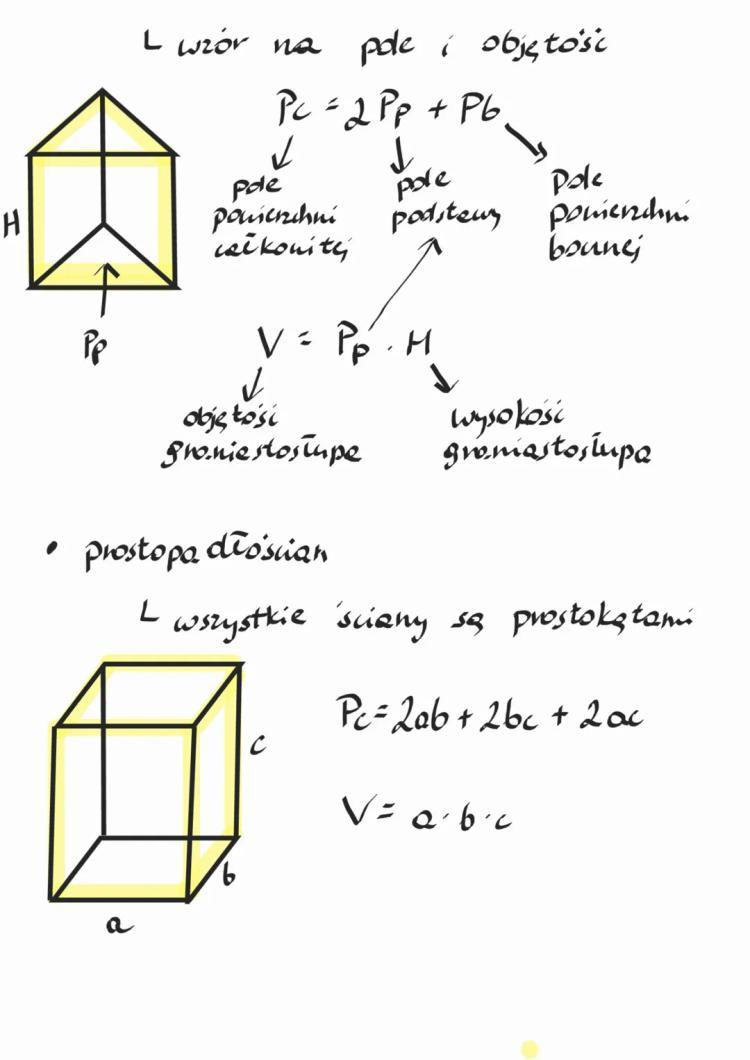 └ wzór na pole i objętość
Pc = 2Pp + Pb
pole
powierzchni
całkowitej
pole
podstawy
pole
powierzchni
bocznej
H
Pp
V = Pp · H
objętość
graniastosłupa
wysokość
graniastosłupa
• prostopadłościan
└ wszystkie ściany są prostokątami
Pc = 2ab + 2bc + 2ac
c
V = a · b · c
b
a